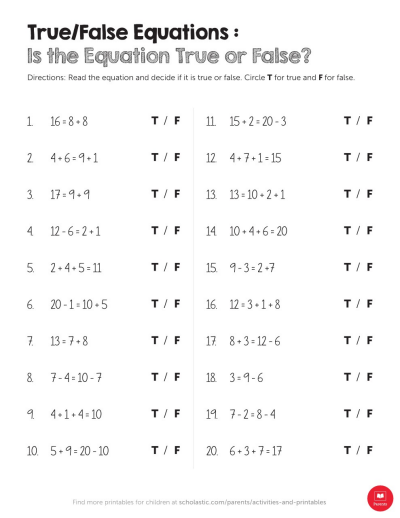 True/False Equations :
Is the Equation True or False?
Directions: Read the equation and decide if it is true or false. Circle T for true and F for false.
1. 16 = 8 + 8 T / F
2. 4 + 6 = 9 + 1 T / F
3. 17 = 9 + 9 T / F
4. 12 - 6 = 2 + 1 T / F
5. 2 + 4 + 5 = 11 T / F
6. 20 - 1 = 10 + 5 T / F
7. 13 = 7 + 8 T / F
8. 7 - 4 = 10 - 7 T / F
9. 4 + 1 + 4 = 10 T / F
10. 5 + 9 = 20 - 10 T / F
11. 15 + 2 = 20 - 3 T / F
12. 4 + 7 + 1 = 15 T / F
13. 13 = 10 + 2 + 1 T / F
14. 10 + 4 + 6 = 20 T / F
15. 9 - 3 = 2 + 7 T / F
16. 12 = 3 + 1 + 8 T / F
17. 8 + 3 = 12 - 6 T / F
18. 3 = 9 - 6 T / F
19. 7 - 2 = 8 - 4 T / F
20. 6 + 3 + 7 = 17 T / F
Find more printables for children at scholastic.com/parents/activities-and-printables
Parents